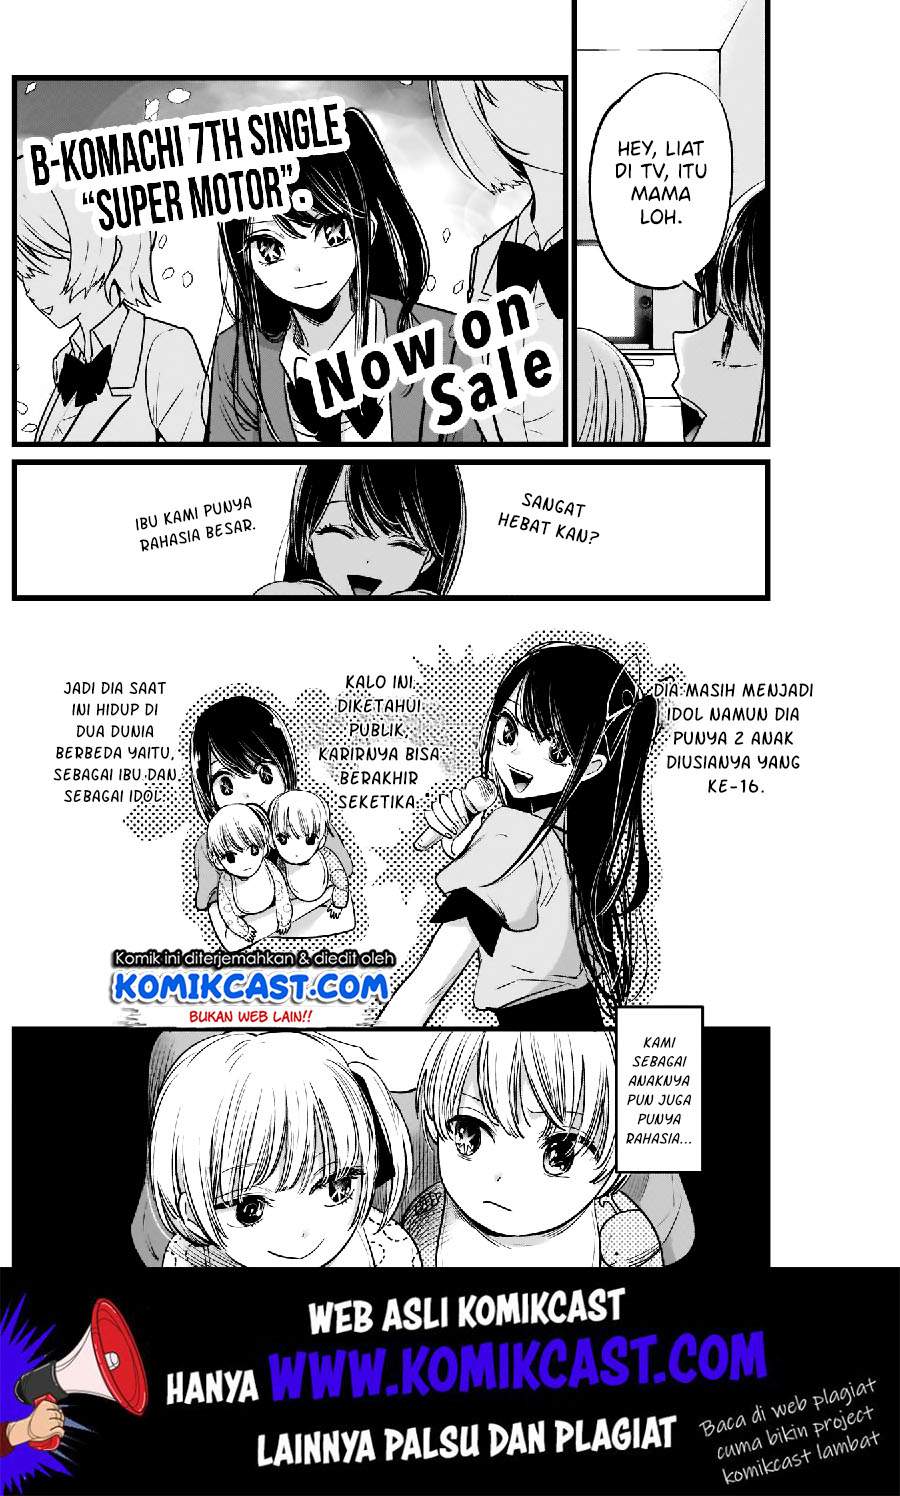 HEY, LIAT
DI TV, ITU
MAMA
LOH.
B-KOMACHI 7TH SINGLE
"SUPER MOTOR".
Now on
Sale
SANGAT
HEBAT KAN?
IBU KAMI PUNYA
RAHASIA BESAR.
DIA MASIH MENJADI
IDOL NAMUN DIA
PUNYA 2 ANAK
DIUSIANYA YANG
KE-16.
KALO INI
DIKETAHUI
PUBLIK,
KARIRNYA BISA
BERAKHIR
SEKETIKA
JADI DIA SAAT
INI HIDUP DI
DUA DUNIA
BERBEDA YAITU,
SEBAGAI IBU DAN
SEBAGAI IDOL
Komik ini diterjemahkan & diedit oleh
KOMIKCAST.COM
BUKAN WEB LAIN!!
KAMI
SEBAGAI
ANAKNYA
PUN JUGA
PUNYA
RAHASIA...
WEB ASLI KOMIKCAST
HANYA WWW.KOMIKCAST.COM
LAINNYA PALSU DAN PLAGIAT
Baca di web plagiat
cuma bikin project
komikcast lambat